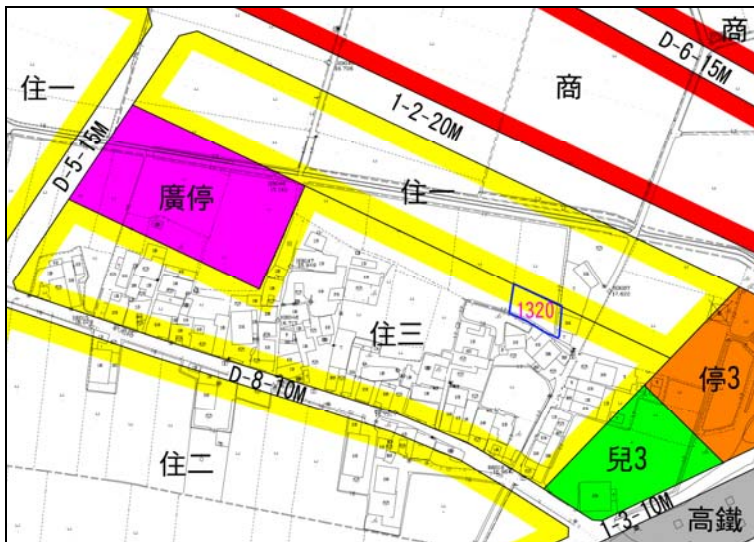 商
D-6-15M
住一
商
1-2-20M
D-5-15M
住一
廣停
1320
住三
停3
D-8-10M
兒3
住二
1-3-10M
高鐵